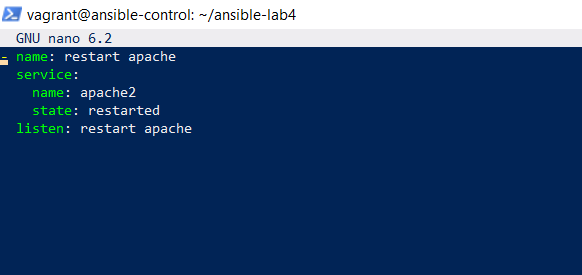 vagrant@ansible-control: ~/ansible-lab4
GNU nano 6.2
- name: restart apache
  service:
    name: apache2
    state: restarted
  listen: restart apache